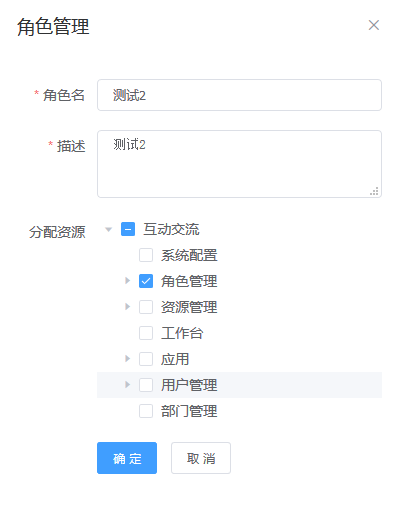 角色管理
* 角色名 测试2
* 描述 测试2
分配资源 互动交流
系统配置
角色管理
资源管理
工作台
应用
用户管理
部门管理
确 定 取 消